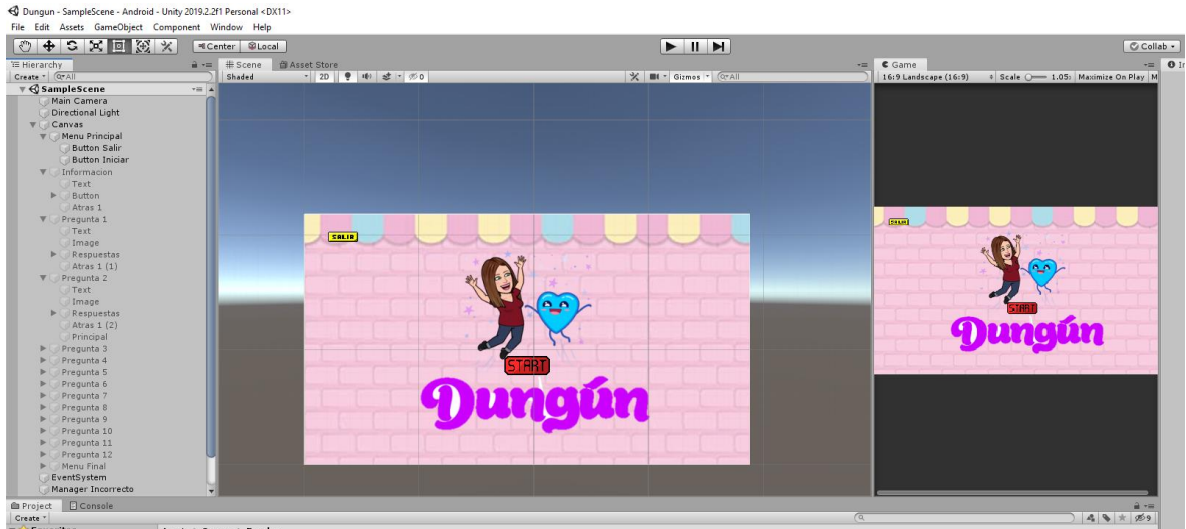 Dungun - SampleScene - Android - Unity 2019.2.2f1 Personal <DX11>
File Edit Assets GameObject Component Window Help
Center Local Collab
Hierarchy Scene Asset Store Game
Create All Shaded 2D 0 Gizmos All 16:9 Landscape (16:9) Scale 1.05x Maximize On Play M
SampleScene
Main Camera
Directional Light
Canvas
Menu Principal
Button Salir
Button Iniciar
Informacion
Text
Button
Atras 1
Pregunta 1
Text
Image
Respuestas
Atras 1 (1)
Pregunta 2
Text
Image
Respuestas
Atras 1 (2)
Principal
Pregunta 3
Pregunta 4
Pregunta 5
Pregunta 6
Pregunta 7
Pregunta 8
Pregunta 9
Pregunta 10
Pregunta 11
Pregunta 12
Menu Final
EventSystem
Manager Incorrecto
SALIR
START
Dungún
SALIR
START
Dungún
Project Console
Create 9